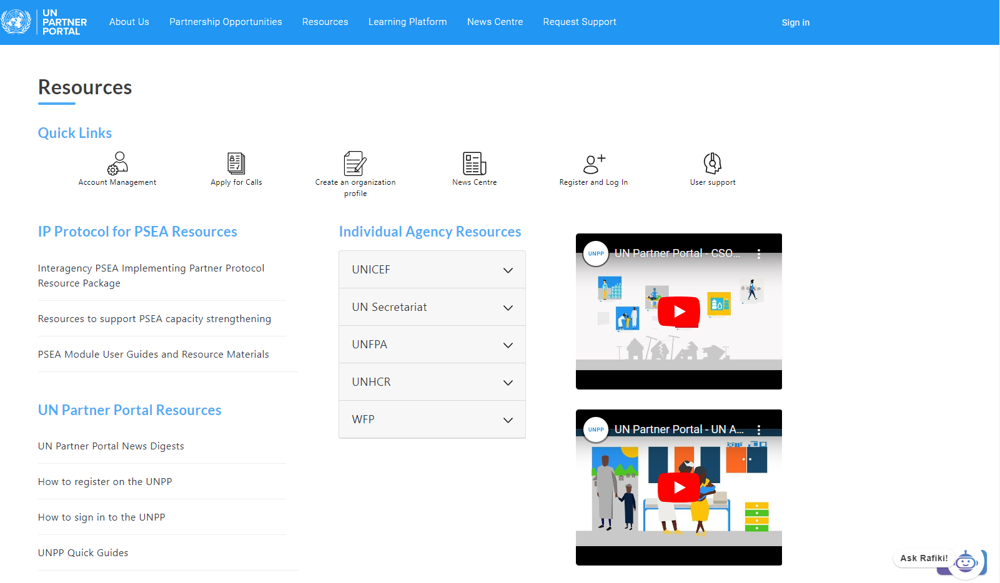 UN
PARTNER
PORTAL
About Us
Partnership Opportunities
Resources
Learning Platform
News Centre
Request Support
Sign in
Resources
Quick Links
Account Management
Apply for Calls
Create an organization
profile
News Centre
Register and Log In
User support
IP Protocol for PSEA Resources
Interagency PSEA Implementing Partner Protocol
Resource Package
Resources to support PSEA capacity strengthening
PSEA Module User Guides and Resource Materials
UN Partner Portal Resources
UN Partner Portal News Digests
How to register on the UNPP
How to sign in to the UNPP
UNPP Quick Guides
Individual Agency Resources
UNICEF
UN Secretariat
UNFPA
UNHCR
WFP
UNPP
UN Partner Portal - CSO...
UNPP
UN Partner Portal - UN A...
Ask Rafiki!